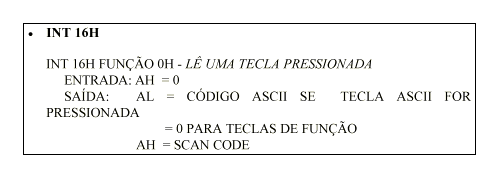 • INT 16H
INT 16H FUNÇÃO 0H - LÊ UMA TECLA PRESSIONADA
ENTRADA: AH = 0
SAÍDA: AL = CÓDIGO ASCII SE TECLA ASCII FOR
PRESSIONADA
= 0 PARA TECLAS DE FUNÇÃO
AH = SCAN CODE